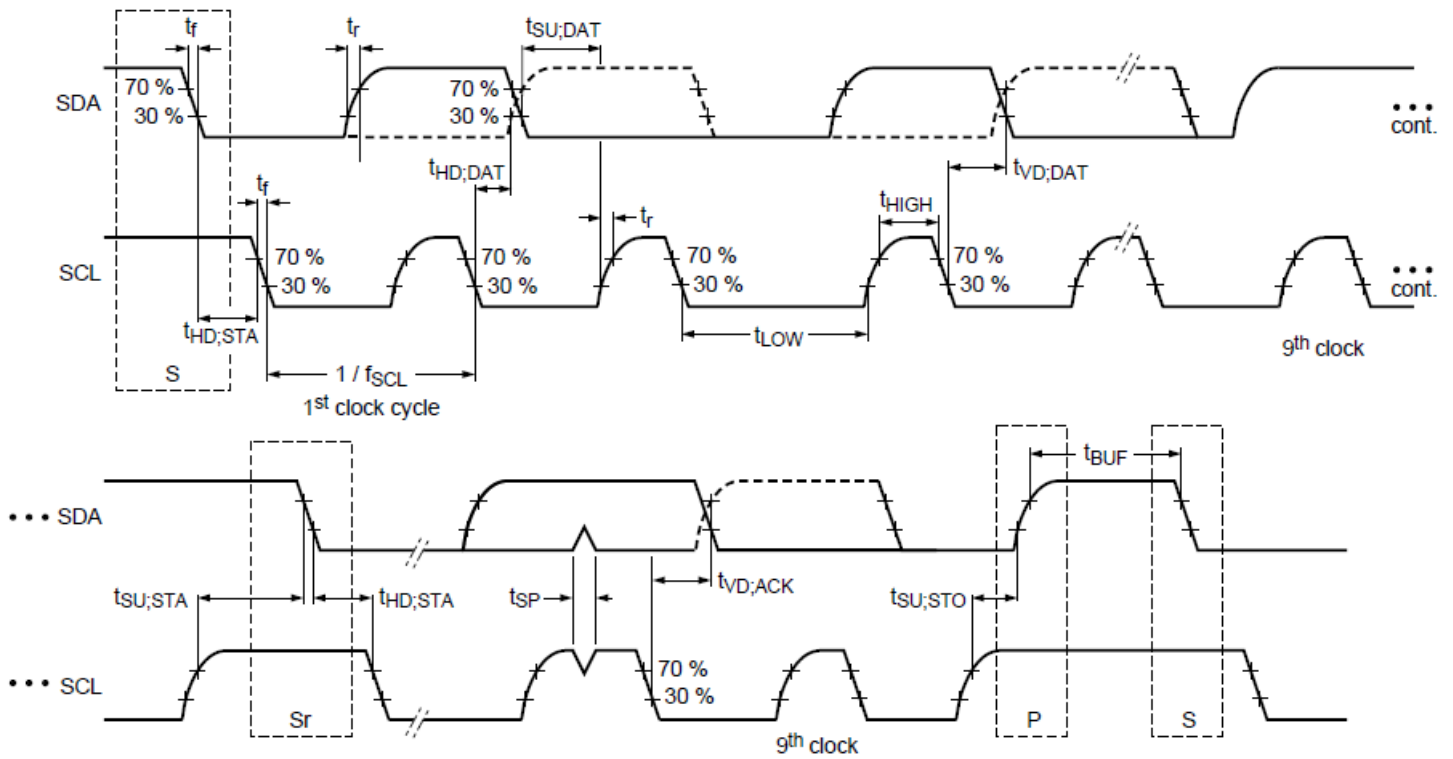 tf tr tSU;DAT
70 % 70 %
SDA
30 % 30 %
••• cont.
tHD;DAT tVD;DAT
tf tr tHIGH
70 % 70 % 70 % 70 %
SCL
30 % 30 % 30 % 30 %
••• cont.
tHD;STA tLOW
9th clock
S 1 / fSCL
1st clock cycle
tBUF
••• SDA
tSU;STA tHD;STA tSP tVD;ACK tSU;STO
70 %
••• SCL
30 %
Sr P S
9th clock